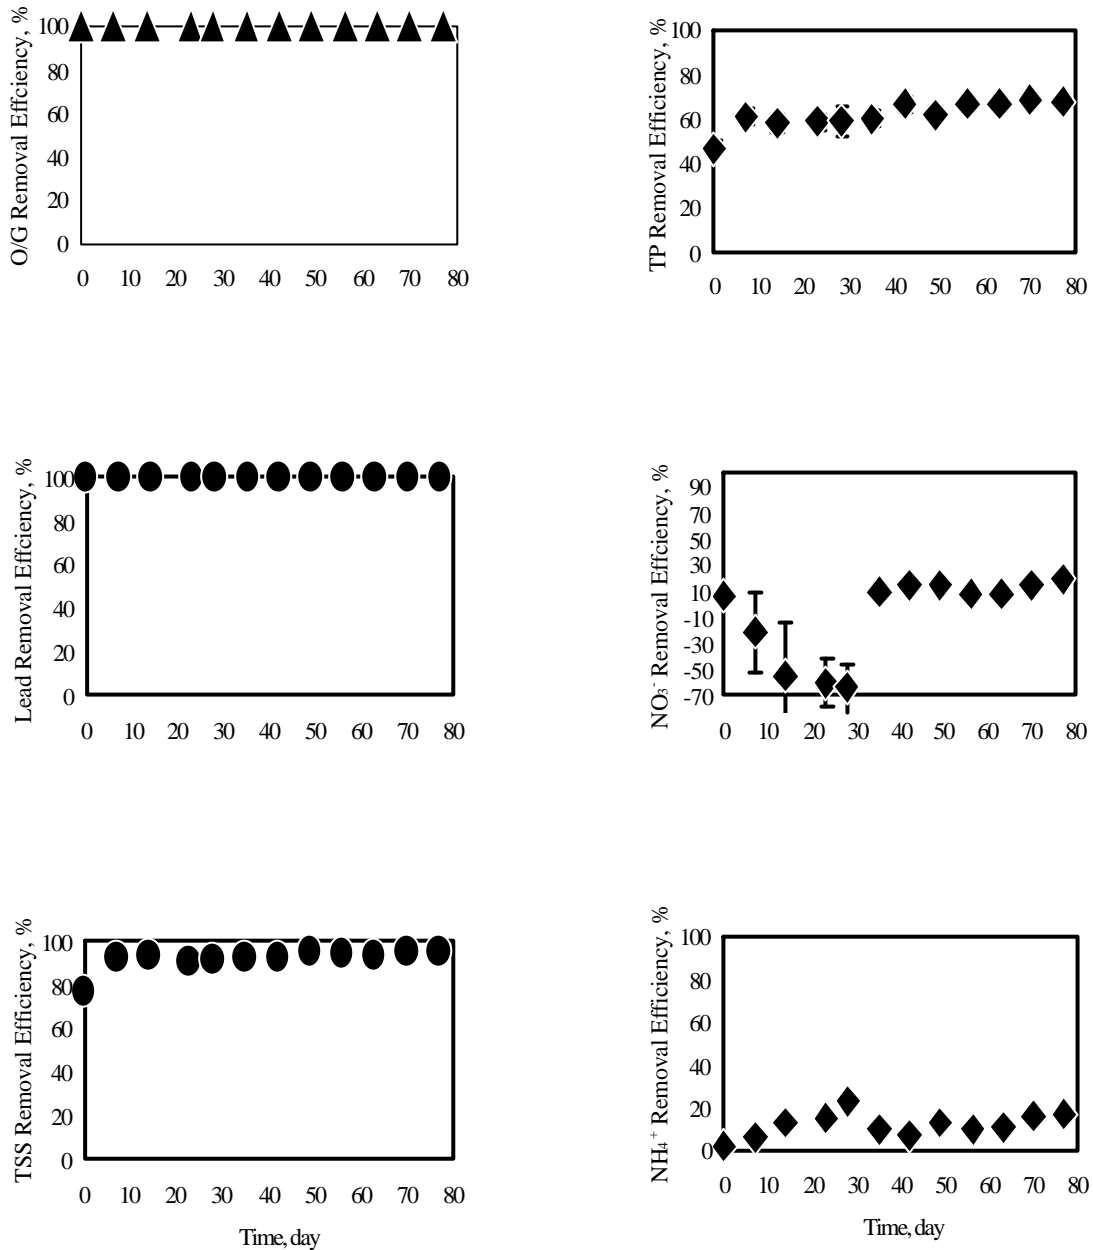 O/G Removal Effciency, %
100
80
60
40
20
0
0 10 20 30 40 50 60 70 80
TP Removal Efficiency, %
100
80
60
40
20
0
0 10 20 30 40 50 60 70 80
Lead Removal Effciency, %
100
80
60
40
20
0
0 10 20 30 40 50 60 70 80
NO₃⁻ Removal Effciency, %
90
70
50
30
10
-10
-30
-50
-70
0 10 20 30 40 50 60 70 80
TSS Removal Efficiency, %
100
80
60
40
20
0
0 10 20 30 40 50 60 70 80
Time, day
NH₄⁺ Removal Efficiency, %
100
80
60
40
20
0
0 10 20 30 40 50 60 70 80
Time, day